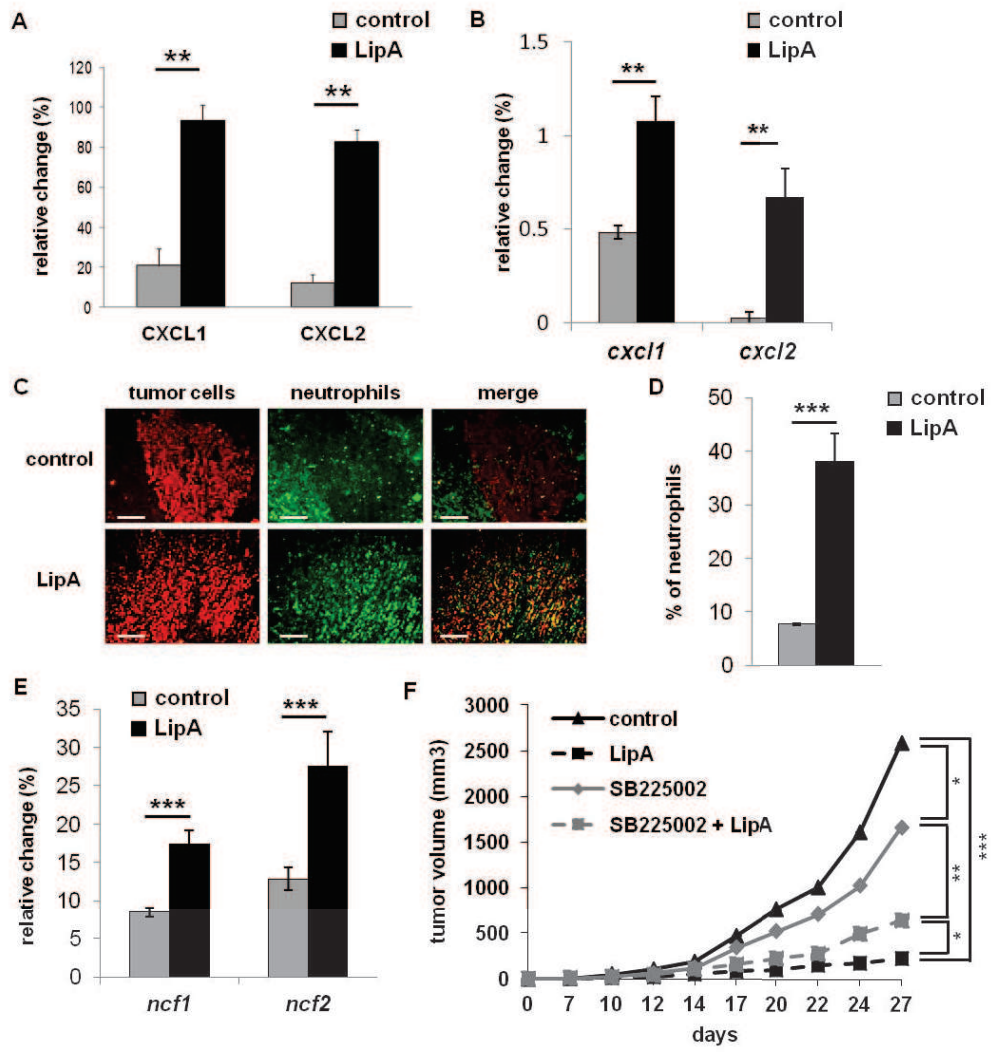 A
control
LipA
**
**
120
100
80
60
40
20
0
relative change (%)
CXCL1 CXCL2
B
control
LipA
**
**
1.5
1
0.5
0
relative change (%)
cxcl1 cxcl2
C
tumor cells neutrophils merge
control
LipA
D
control
LipA
***
50
40
30
20
10
0
% of neutrophils
E
control
LipA
***
***
35
30
25
20
15
10
5
0
relative change (%)
ncf1 ncf2
F
control
LipA
SB225002
SB225002 + LipA
3000
2500
2000
1500
1000
500
0
tumor volume (mm3)
0 7 10 12 14 17 20 22 24 27
days
*
**
*
***